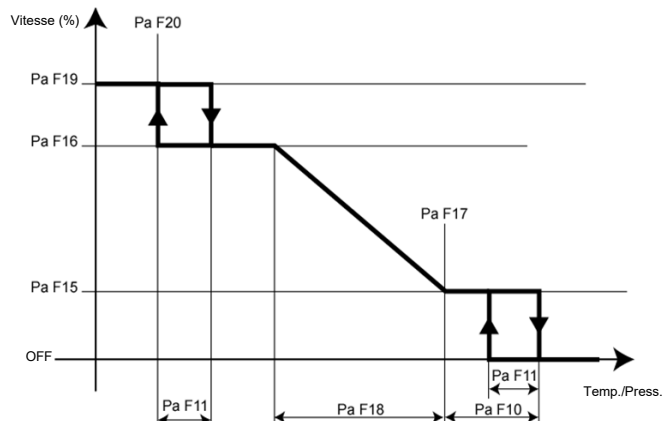 Vitesse (%)
Pa F20
Pa F19
Pa F16
Pa F17
Pa F15
OFF
Pa F11
Temp./Press.
Pa F11
Pa F18
Pa F10